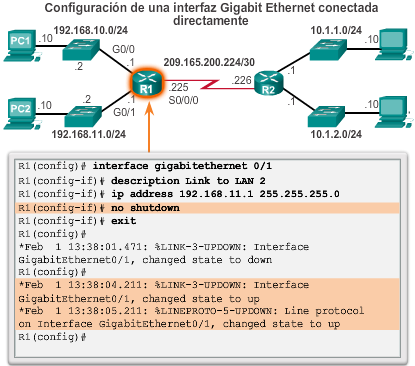 Configuración de una interfaz Gigabit Ethernet conectada
directamente
192.168.10.0/24
10.1.1.0/24
PC1
.10
G0/0
.1
.10
.2
.1
209.165.200.224/30
R1
.225
.226
R2
S0/0/0
PC2
.10
.2
.1
G0/1
192.168.11.0/24
.1
.10
10.1.2.0/24
R1(config)# interface gigabitethernet 0/1
R1(config-if)# description Link to LAN 2
R1(config-if)# ip address 192.168.11.1 255.255.255.0
R1(config-if)# no shutdown
R1(config-if)# exit
R1(config)#
*Feb 1 13:38:01.471: %LINK-3-UPDOWN: Interface
GigabitEthernet0/1, changed state to down
R1(config)#
*Feb 1 13:38:04.211: %LINK-3-UPDOWN: Interface
GigabitEthernet0/1, changed state to up
*Feb 1 13:38:05.211: %LINEPROTO-5-UPDOWN: Line protocol
on Interface GigabitEthernet0/1, changed state to up
R1(config)#